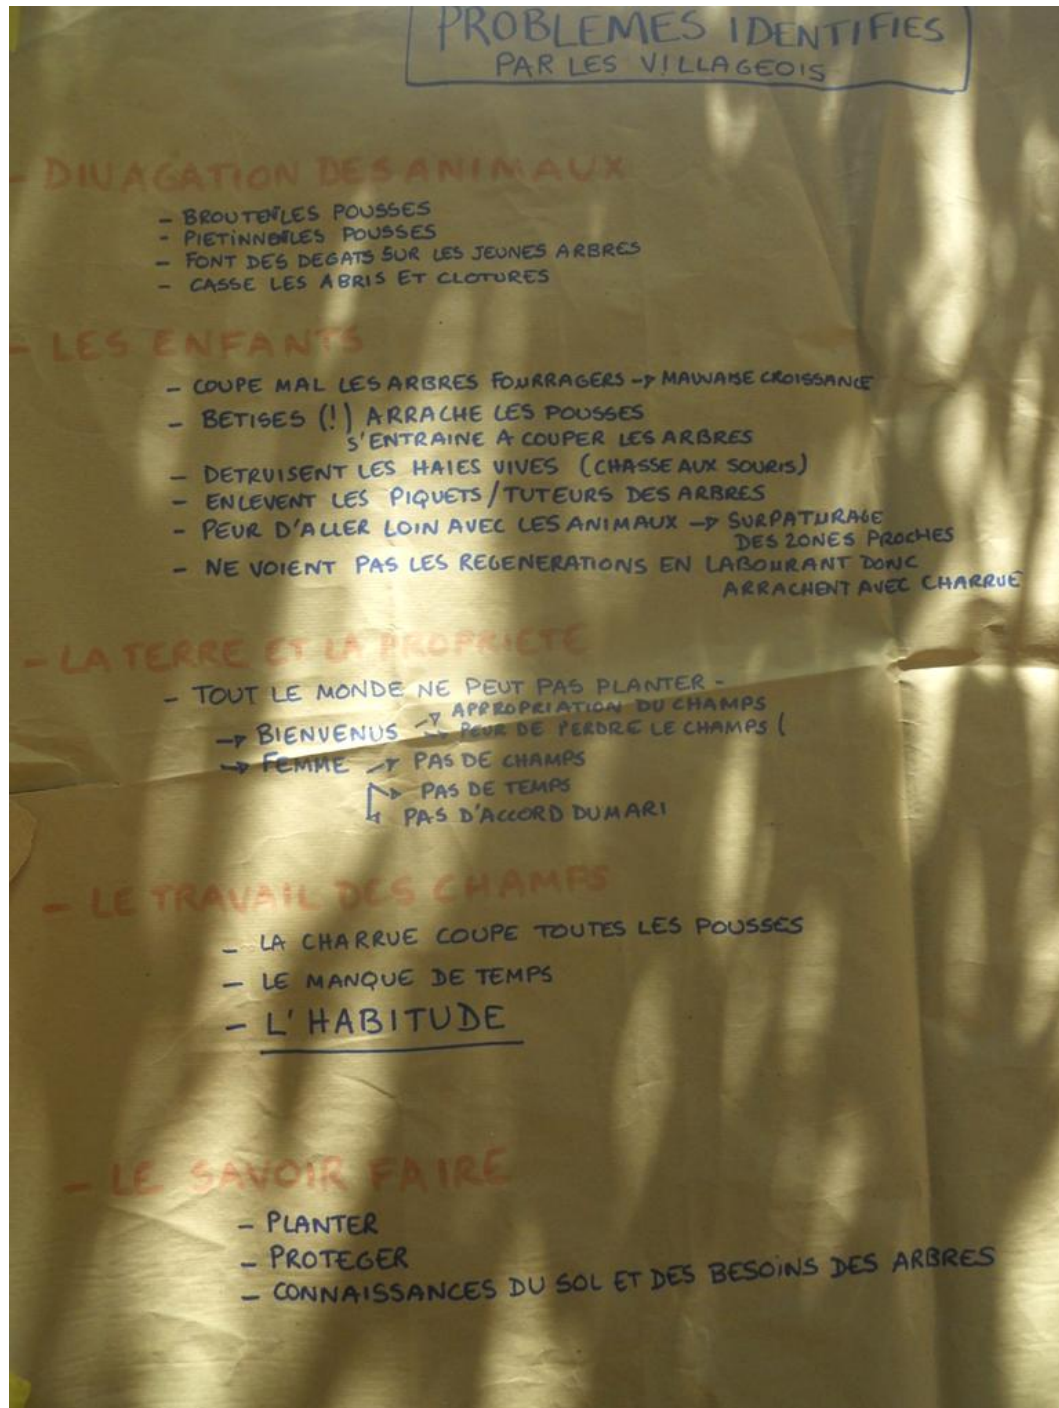 PROBLEMES IDENTIFIES
PAR LES VILLAGEOIS
- DIVAGATION DES ANIMAUX
- BROUTENT LES POUSSES
- PIETINNENT LES POUSSES
- FONT DES DEGATS SUR LES JEUNES ARBRES
- CASSE LES ABRIS ET CLOTURES
- LES ENFANTS
- COUPE MAL LES ARBRES FOURRAGERS → MAUVAISE CROISSANCE
- BETISES (!) ARRACHE LES POUSSES
S'ENTRAINE A COUPER LES ARBRES
- DETRUISENT LES HAIES VIVES (CHASSE AUX SOURIS)
- ENLEVENT LES PIQUETS/TUTEURS DES ARBRES
- PEUR D'ALLER LOIN AVEC LES ANIMAUX → SURPATURAGE
DES ZONES PROCHES
- NE VOIENT PAS LES REGENERATIONS EN LABOURANT DONC
ARRACHENT AVEC CHARRUE
- LA TERRE ET LA PROPRIETE
- TOUT LE MONDE NE PEUT PAS PLANTER -
→ BIENVENUS → APPROPRIATION DU CHAMPS
→ PEUR DE PERDRE LE CHAMPS (
→ FEMME → PAS DE CHAMPS
→ PAS DE TEMPS
→ PAS D'ACCORD DU MARI
- LE TRAVAIL DES CHAMPS
- LA CHARRUE COUPE TOUTES LES POUSSES
- LE MANQUE DE TEMPS
- L'HABITUDE
- LE SAVOIR FAIRE
- PLANTER
- PROTEGER
- CONNAISSANCES DU SOL ET DES BESOINS DES ARBRES